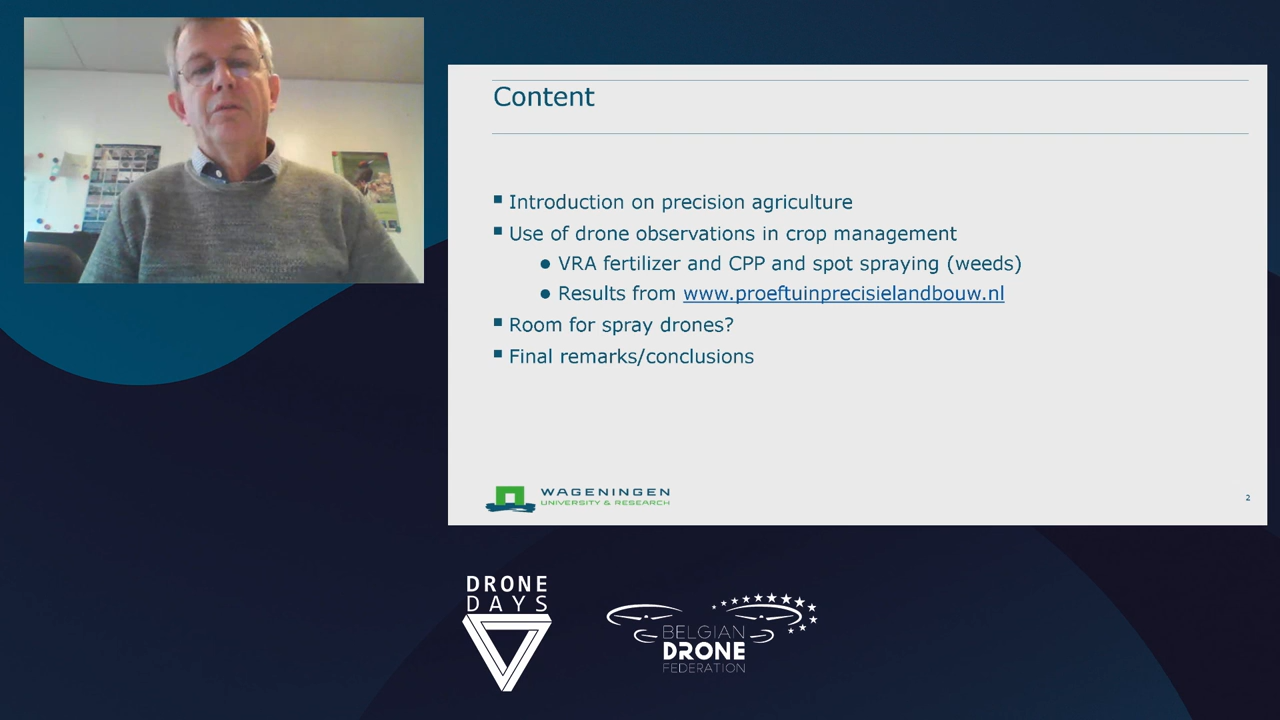 Content
Introduction on precision agriculture
Use of drone observations in crop management
VRA fertilizer and CPP and spot spraying (weeds)
Results from www.proeftuinprecisielandbouw.nl
Room for spray drones?
Final remarks/conclusions
WAGENINGEN
UNIVERSITY & RESEARCH
2
DRONE
DAYS
BELGIAN
DRONE
FEDERATION